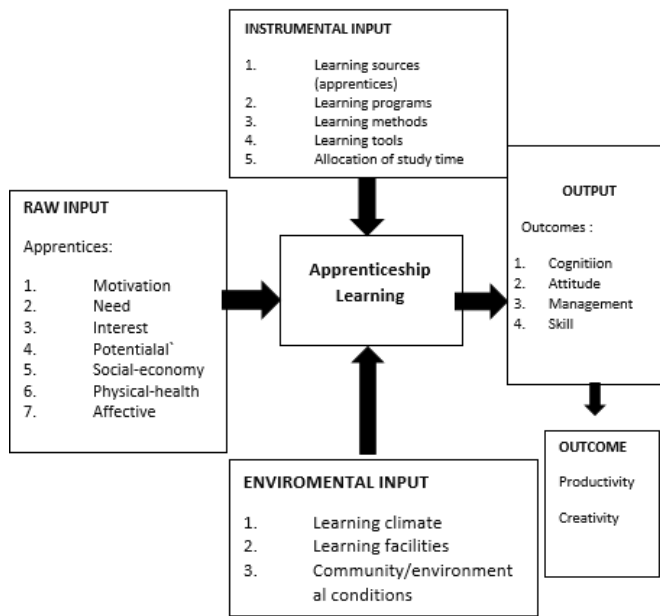 INSTRUMENTAL INPUT
1. Learning sources
(apprentices)
2. Learning programs
3. Learning methods
4. Learning tools
5. Allocation of study time
RAW INPUT
Apprentices:
1. Motivation
2. Need
3. Interest
4. Potentialal`
5. Social-economy
6. Physical-health
7. Affective
Apprenticeship
Learning
OUTPUT
Outcomes :
1. Cognitiion
2. Attitude
3. Management
4. Skill
OUTCOME
Productivity
Creativity
ENVIROMENTAL INPUT
1. Learning climate
2. Learning facilities
3. Community/environment
al conditions